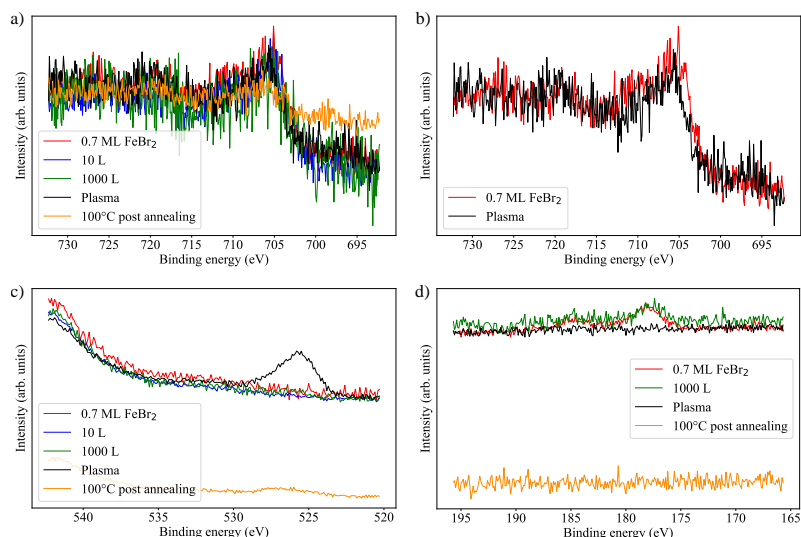 a)
Intensity (arb. units)
0.7 ML FeBr₂
10 L
1000 L
Plasma
100°C post annealing
730 725 720 715 710 705 700 695
Binding energy (eV)
b)
Intensity (arb. units)
0.7 ML FeBr₂
Plasma
730 725 720 715 710 705 700 695
Binding energy (eV)
c)
Intensity (arb. units)
0.7 ML FeBr₂
10 L
1000 L
Plasma
100°C post annealing
540 535 530 525 520
Binding energy (eV)
d)
Intensity (arb. units)
0.7 ML FeBr₂
1000 L
Plasma
100°C post annealing
195 190 185 180 175 170 165
Binding energy (eV)